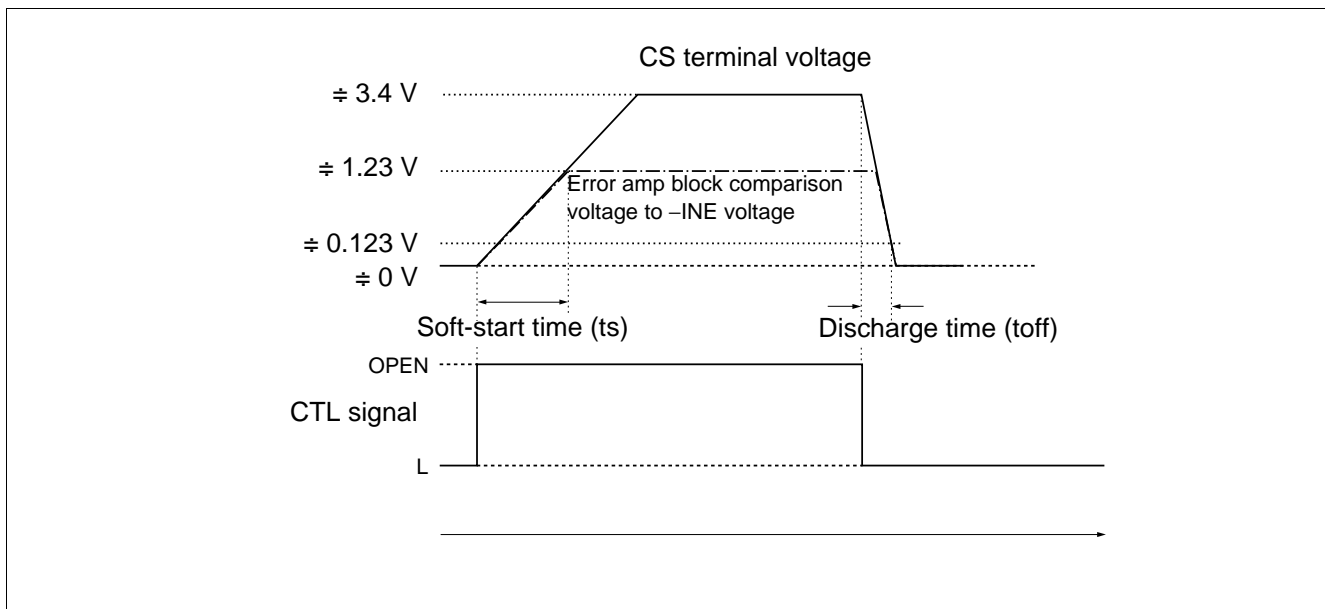 CS terminal voltage
≑ 3.4 V
≑ 1.23 V
Error amp block comparison
voltage to −INE voltage
≑ 0.123 V
≑ 0 V
Soft-start time (ts)
Discharge time (toff)
OPEN
CTL signal
L